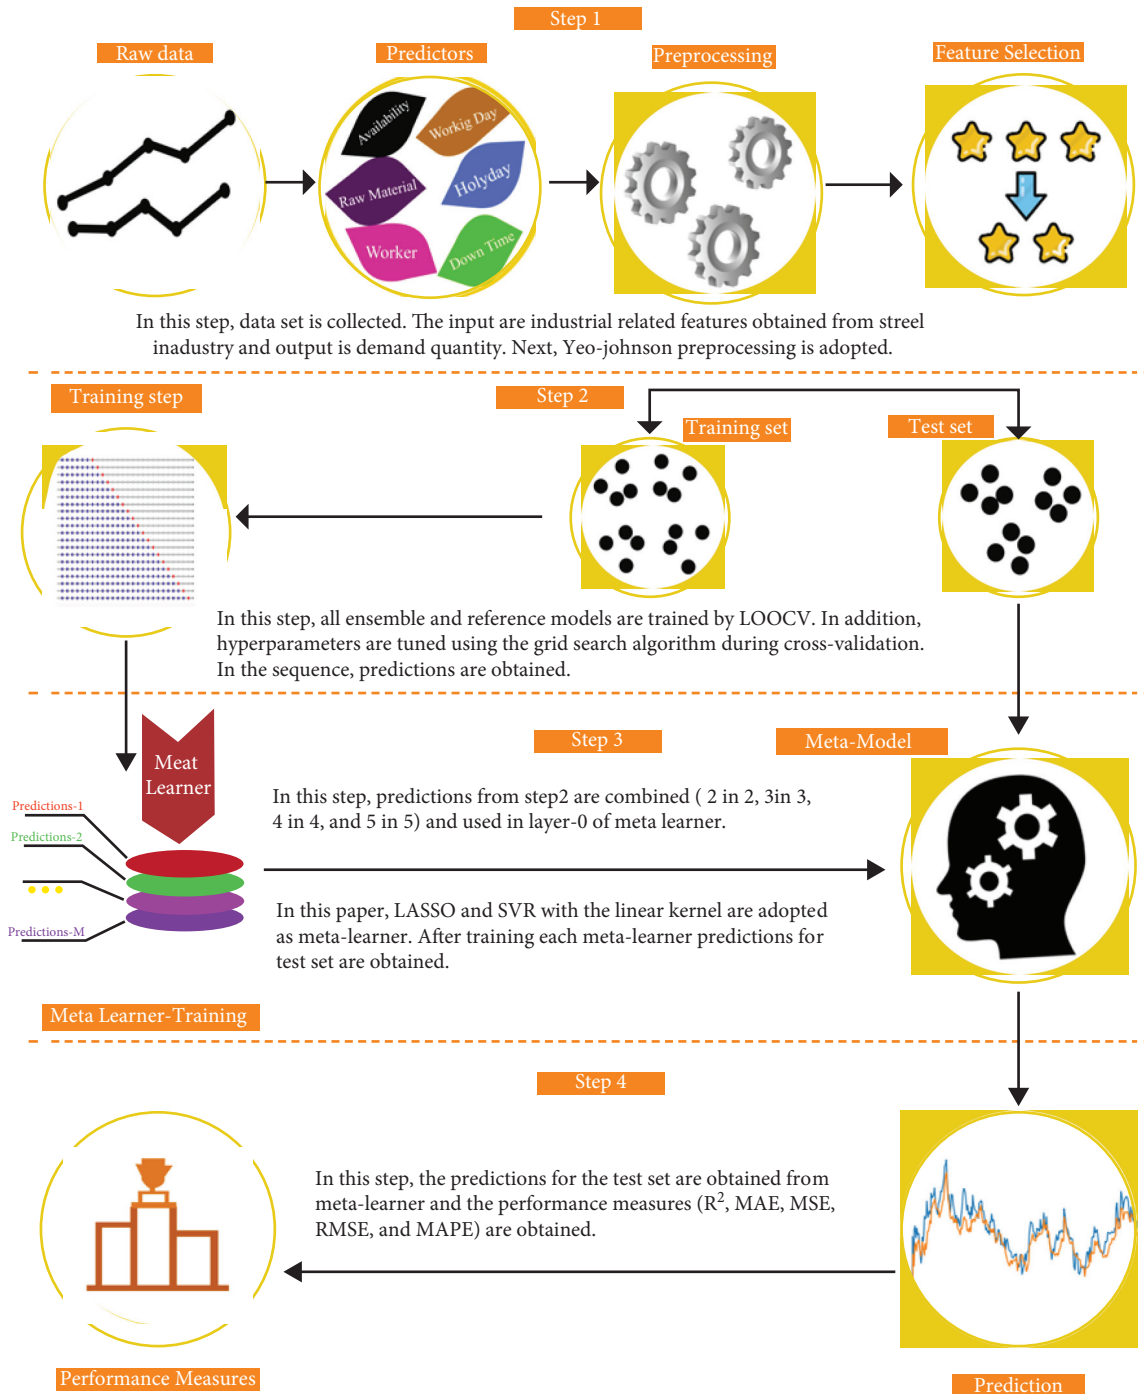 Step 1
Raw data
Predictors
Preprocessing
Feature Selection
Availability
Workig Day
Raw Material
Holyday
Worker
Down Time
In this step, data set is collected. The input are industrial related features obtained from streel
inadustry and output is demand quantity. Next, Yeo-johnson preprocessing is adopted.
Training step
Step 2
Training set
Test set
In this step, all ensemble and reference models are trained by LOOCV. In addition,
hyperparameters are tuned using the grid search algorithm during cross-validation.
In the sequence, predictions are obtained.
Step 3
Meta-Model
Meat
Learner
Predictions-1
Predictions-2
Predictions-M
In this step, predictions from step2 are combined ( 2 in 2, 3in 3,
4 in 4, and 5 in 5) and used in layer-0 of meta learner.
In this paper, LASSO and SVR with the linear kernel are adopted
as meta-learner. After training each meta-learner predictions for
test set are obtained.
Meta Learner-Training
Step 4
In this step, the predictions for the test set are obtained from
meta-learner and the performance measures (R², MAE, MSE,
RMSE, and MAPE) are obtained.
Performance Measures
Prediction